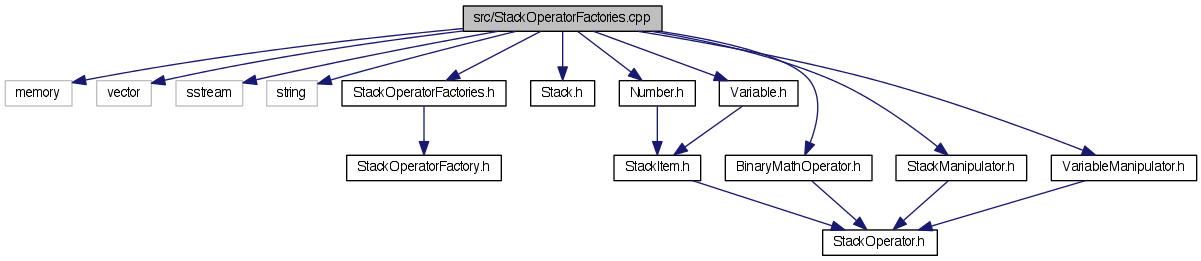 src/StackOperatorFactories.cpp
memory
vector
sstream
string
StackOperatorFactories.h
Stack.h
Number.h
Variable.h
StackOperatorFactory.h
StackItem.h
BinaryMathOperator.h
StackManipulator.h
VariableManipulator.h
StackOperator.h